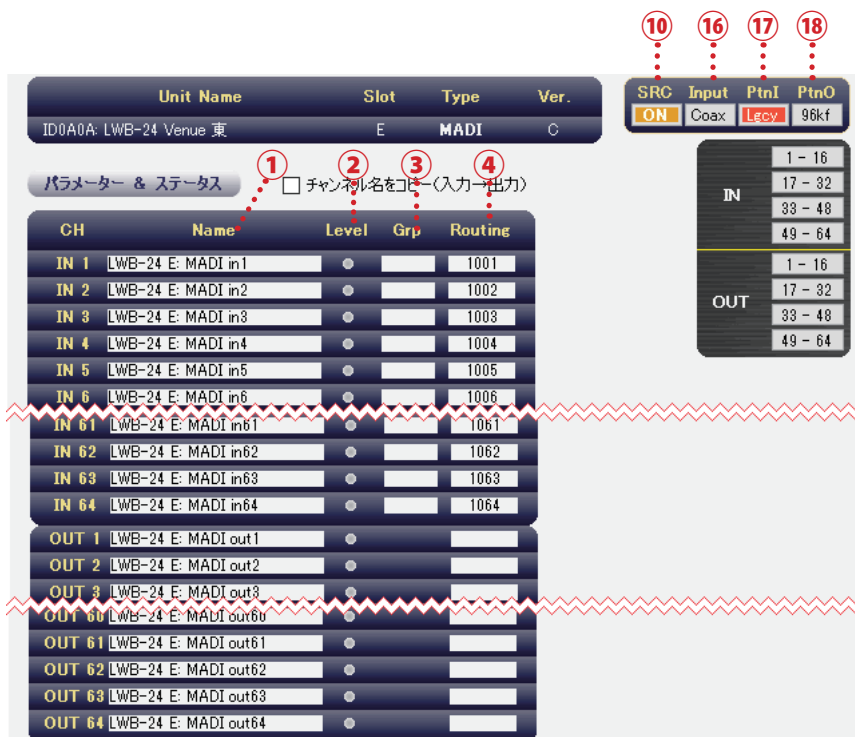 ⑩ ⑯ ⑰ ⑱
Unit Name Slot Type Ver.
ID0A0A: LWB-24 Venue 東 E MADI C
SRC Input PtnI PtnO
ON Coax Lgcy 96kf
① ② ③ ④
パラメーター & ステータス
チャンネル名をコピー(入力→出力)
IN
1 - 16
17 - 32
33 - 48
49 - 64
OUT
1 - 16
17 - 32
33 - 48
49 - 64
CH Name Level Grp Routing
IN 1 LWB-24 E: MADI in1 1001
IN 2 LWB-24 E: MADI in2 1002
IN 3 LWB-24 E: MADI in3 1003
IN 4 LWB-24 E: MADI in4 1004
IN 5 LWB-24 E: MADI in5 1005
IN 6 LWB-24 E: MADI in6 1006
IN 61 LWB-24 E: MADI in61 1061
IN 62 LWB-24 E: MADI in62 1062
IN 63 LWB-24 E: MADI in63 1063
IN 64 LWB-24 E: MADI in64 1064
OUT 1 LWB-24 E: MADI out1
OUT 2 LWB-24 E: MADI out2
OUT 3 LWB-24 E: MADI out3
OUT 60 LWB-24 E: MADI out60
OUT 61 LWB-24 E: MADI out61
OUT 62 LWB-24 E: MADI out62
OUT 63 LWB-24 E: MADI out63
OUT 64 LWB-24 E: MADI out64